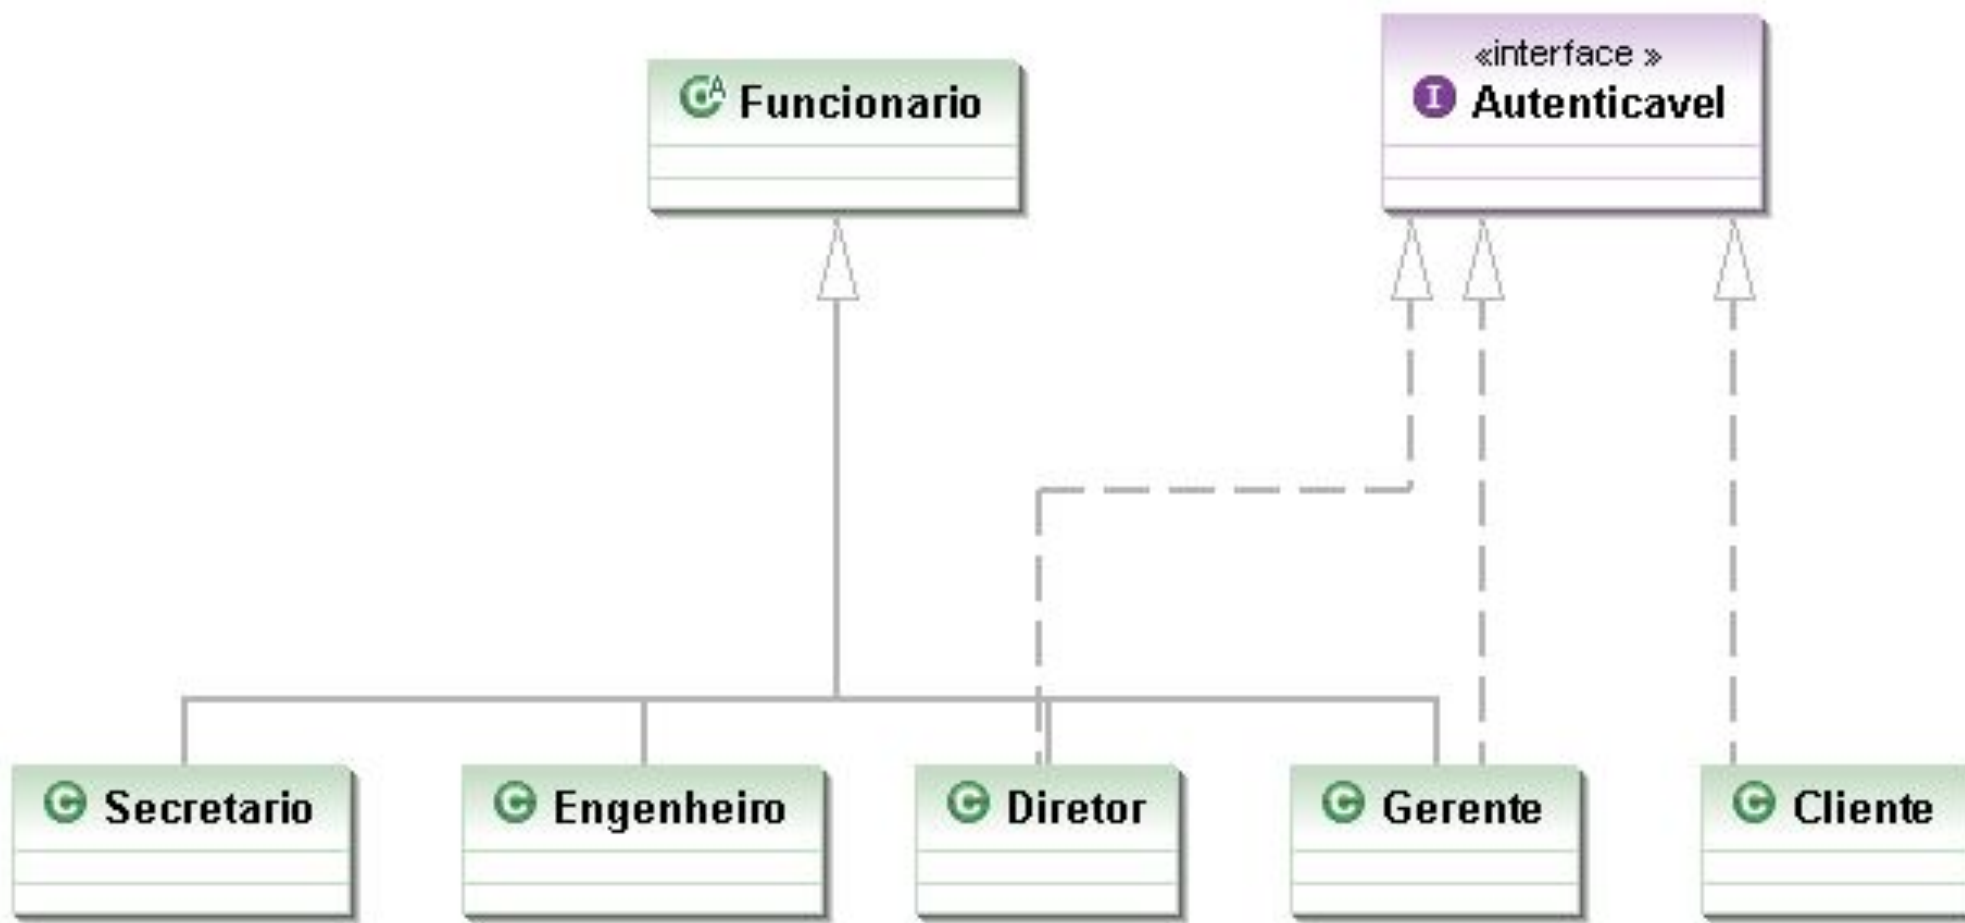 Funcionario
«interface »
Autenticavel
Secretario
Engenheiro
Diretor
Gerente
Cliente